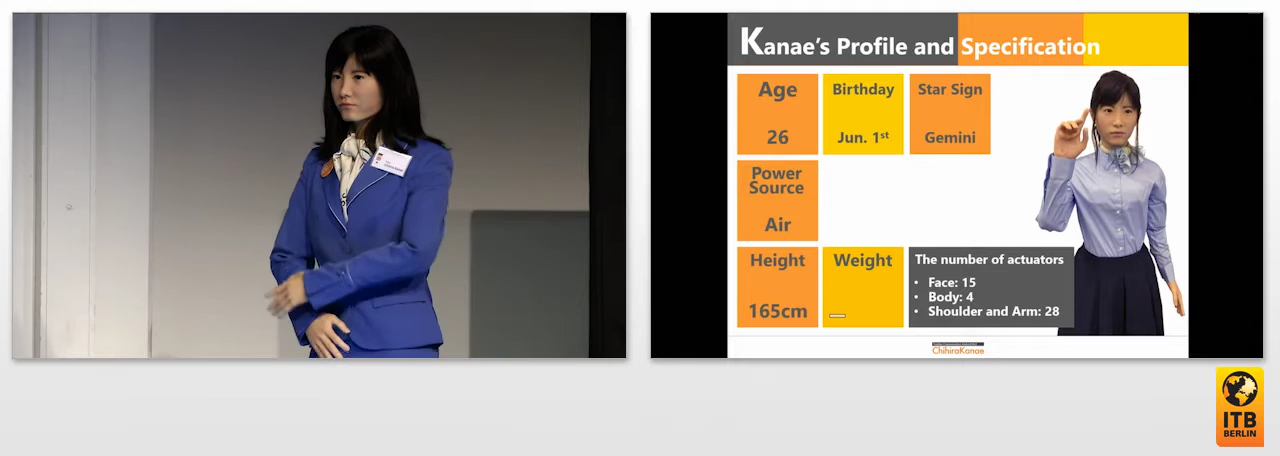 Kanae's Profile and Specification
Age
26
Birthday
Jun. 1st
Star Sign
Gemini
Power
Source
Air
Height
165cm
Weight
The number of actuators
• Face: 15
• Body: 4
• Shoulder and Arm: 28
ChihiraKanae
ITB
BERLIN